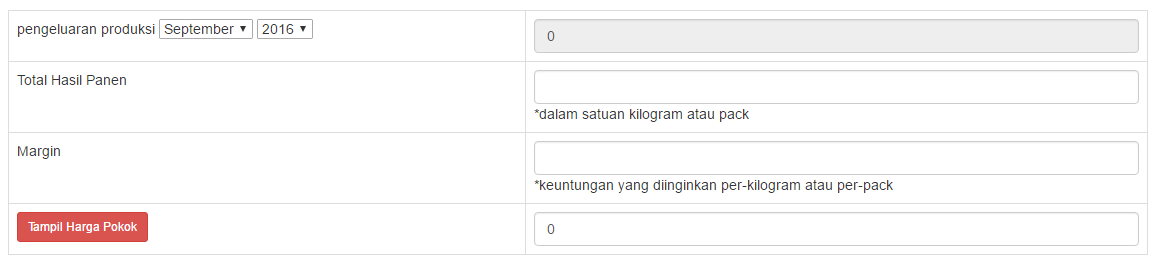 pengeluaran produksi September 2016 0
Total Hasil Panen
*dalam satuan kilogram atau pack
Margin
*keuntungan yang diinginkan per-kilogram atau per-pack
Tampil Harga Pokok 0